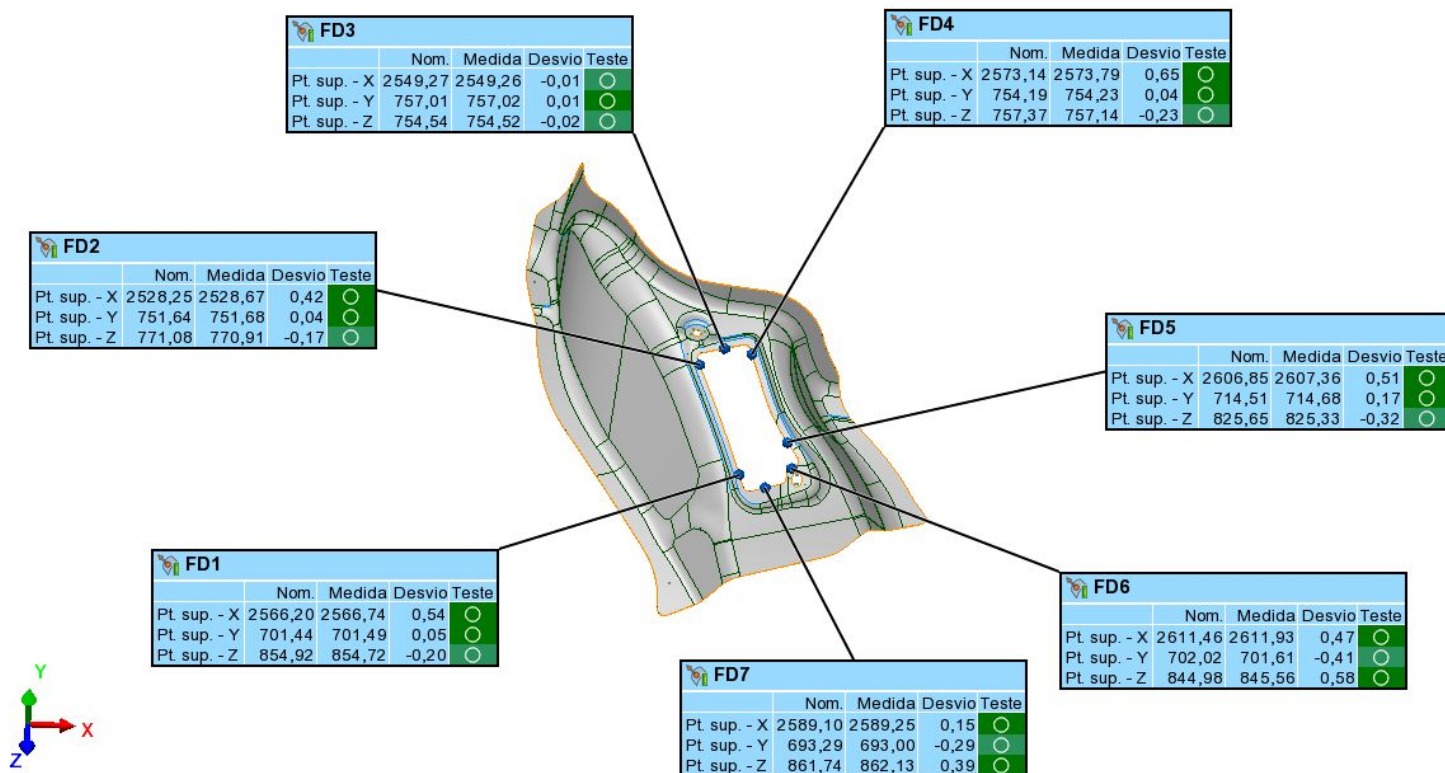 FD3
Nom. Medida Desvio Teste
Pt. sup. - X 2549,27 2549,26 -0,01
Pt. sup. - Y 757,01 757,02 0,01
Pt. sup. - Z 754,54 754,52 -0,02
FD4
Nom. Medida Desvio Teste
Pt. sup. - X 2573,14 2573,79 0,65
Pt. sup. - Y 754,19 754,23 0,04
Pt. sup. - Z 757,37 757,14 -0,23
FD2
Nom. Medida Desvio Teste
Pt. sup. - X 2528,25 2528,67 0,42
Pt. sup. - Y 751,64 751,68 0,04
Pt. sup. - Z 771,08 770,91 -0,17
FD5
Nom. Medida Desvio Teste
Pt. sup. - X 2606,85 2607,36 0,51
Pt. sup. - Y 714,51 714,68 0,17
Pt. sup. - Z 825,65 825,33 -0,32
FD1
Nom. Medida Desvio Teste
Pt. sup. - X 2566,20 2566,74 0,54
Pt. sup. - Y 701,44 701,49 0,05
Pt. sup. - Z 854,92 854,72 -0,20
FD6
Nom. Medida Desvio Teste
Pt. sup. - X 2611,46 2611,93 0,47
Pt. sup. - Y 702,02 701,61 -0,41
Pt. sup. - Z 844,98 845,56 0,58
FD7
Nom. Medida Desvio Teste
Pt. sup. - X 2589,10 2589,25 0,15
Pt. sup. - Y 693,29 693,00 -0,29
Pt. sup. - Z 861,74 862,13 0,39
Y
X
Z